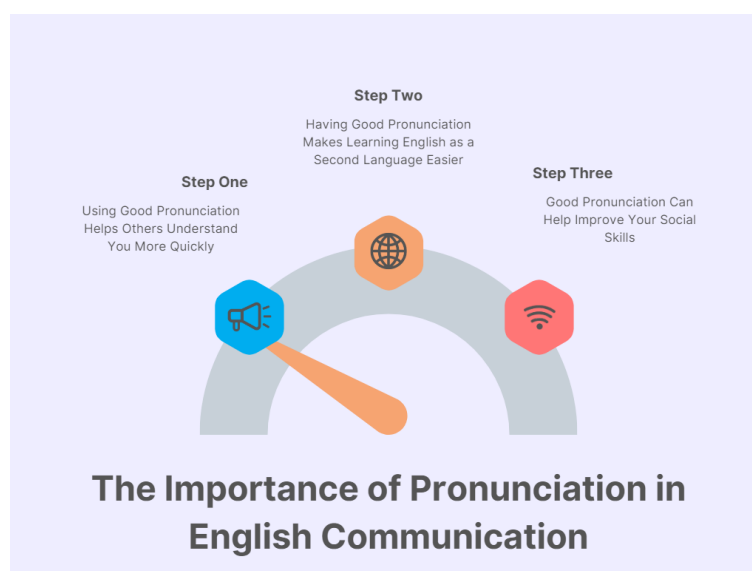 Step Two
Having Good Pronunciation
Makes Learning English as a
Second Language Easier
Step One
Using Good Pronunciation
Helps Others Understand
You More Quickly
Step Three
Good Pronunciation Can
Help Improve Your Social
Skills
The Importance of Pronunciation in
English Communication